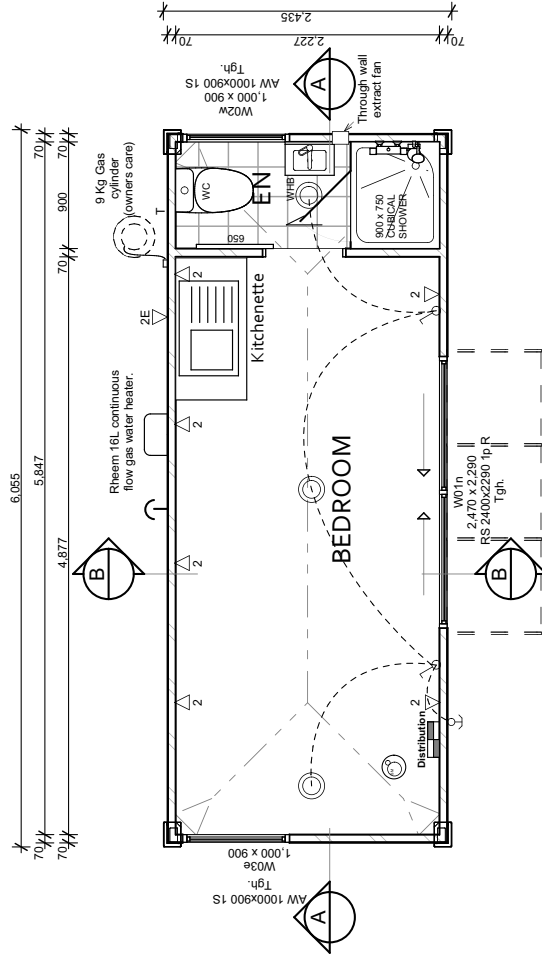 2,435
70
2,227
70
6,055
70
5,847
70
70
4,877
70
900
70
W02w
1,000 x 900
AW 1000x900 1S
Tgh.
A
Through wall
extract fan
9 Kg Gas
cylinder
(owners care)
T
WC
EN
WHB
650
900 x 750
CUBICAL
SHOWER
2E
2
2
Kitchenette
Rheem 16L continuous
flow gas water heater.
2
2
BEDROOM
B
B
W01n
2,470 x 2,290
RS 2400x2290 1p R
Tgh.
2
2
2
Distribution
W03e
1,000 x 900
Tgh.
AW 1000x900 1S
A